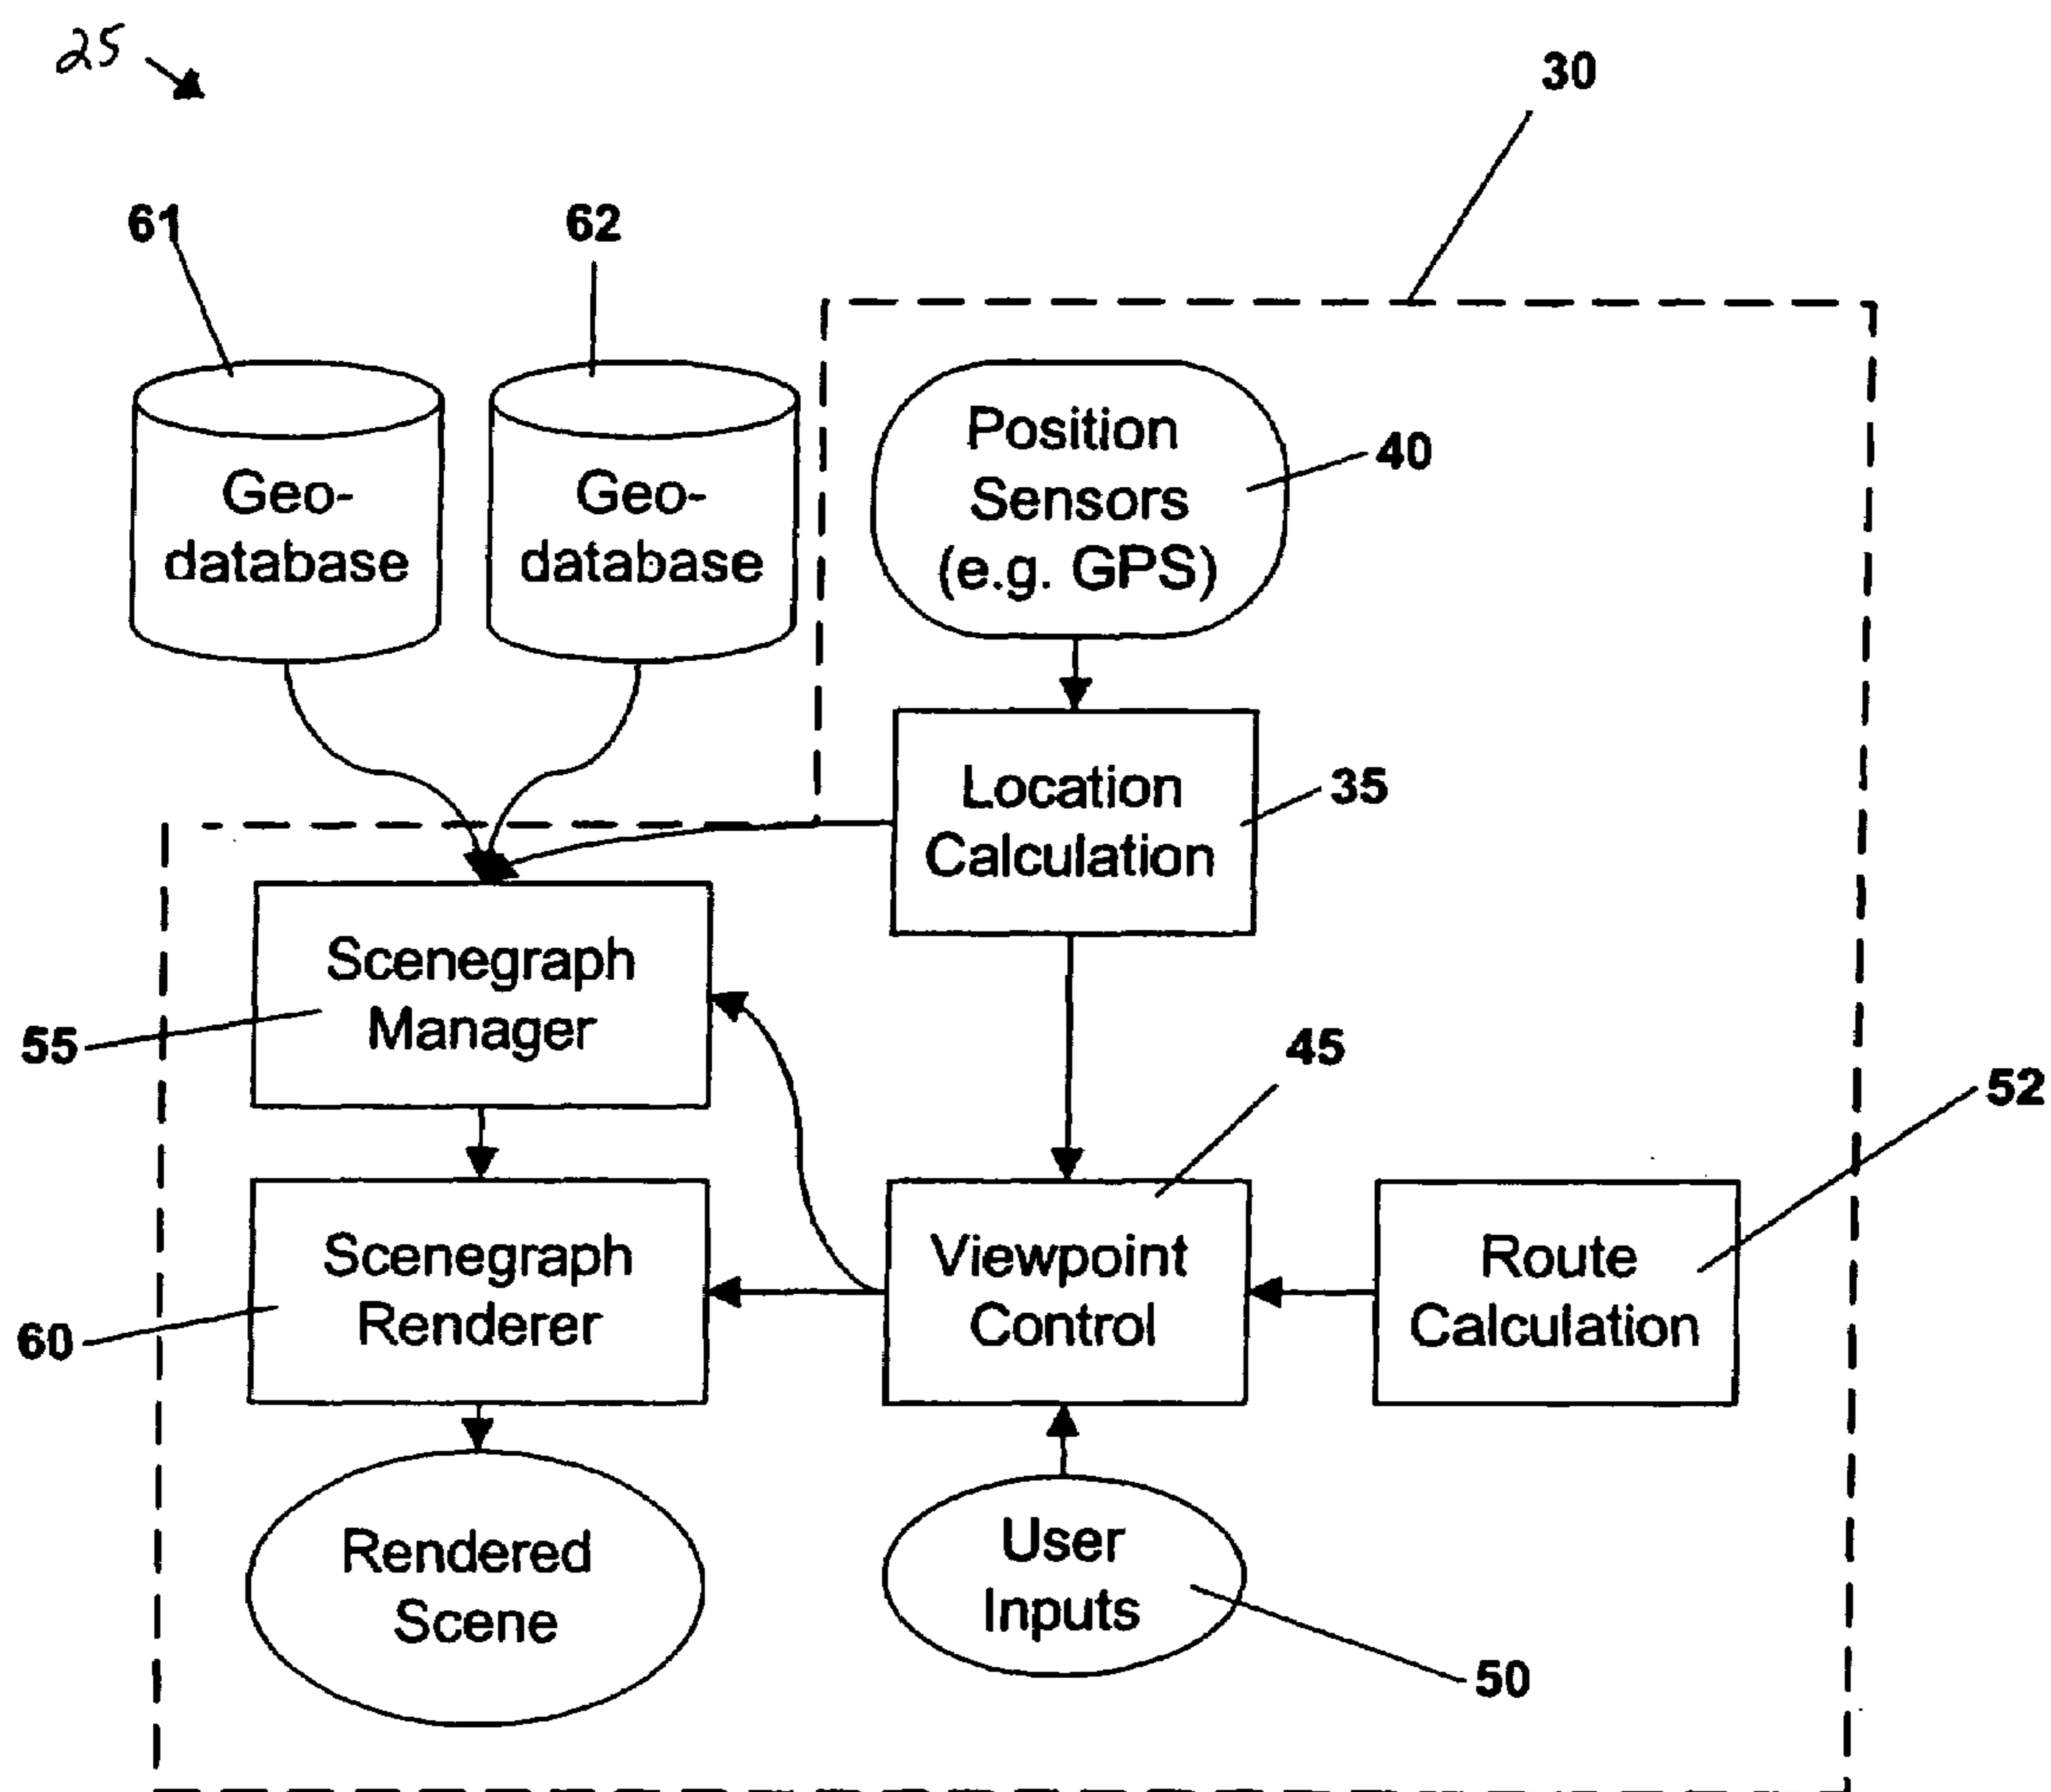 25
30
61
62
Geo-
database
Geo-
database
Position
Sensors
(e.g. GPS)
40
Location
Calculation
35
Scenegraph
Manager
55
45
52
Scenegraph
Renderer
60
Viewpoint
Control
Route
Calculation
Rendered
Scene
User
Inputs
50